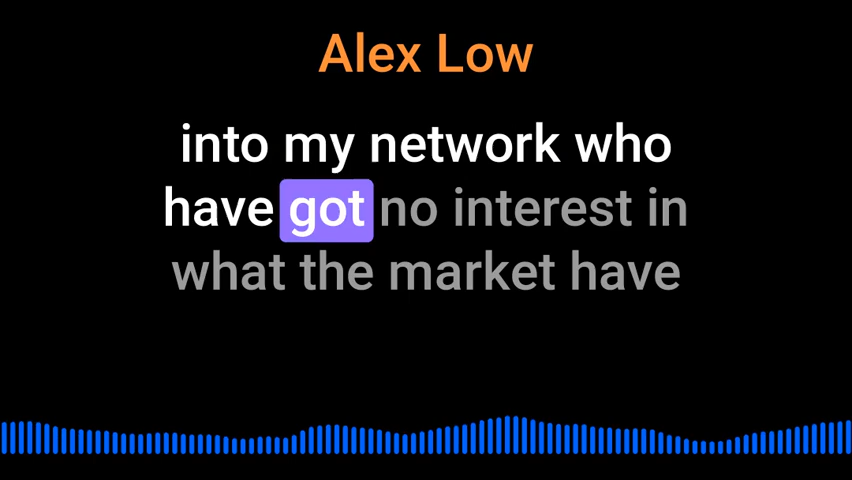 Alex Low
into my network who
have got no interest in
what the market have